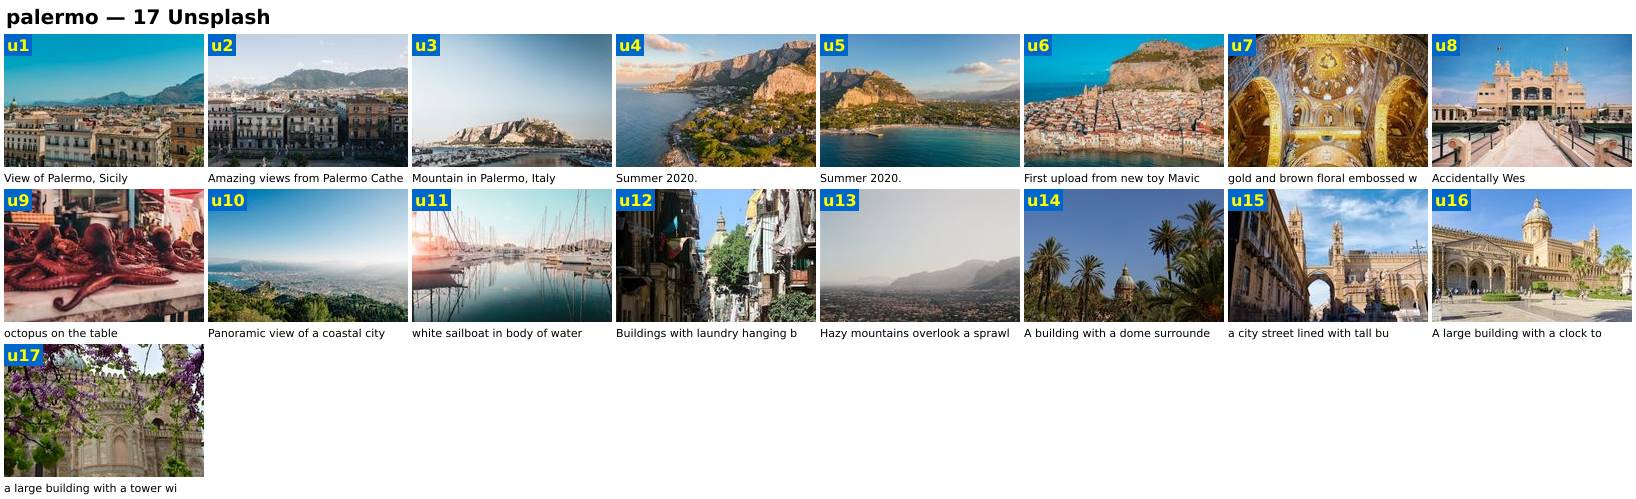 palermo — 17 Unsplash
u1
u2
u3
u4
u5
u6
u7
u8
View of Palermo, Sicily
Amazing views from Palermo Cathe
Mountain in Palermo, Italy
Summer 2020.
Summer 2020.
First upload from new toy Mavic
gold and brown floral embossed w
Accidentally Wes
u9
u10
u11
u12
u13
u14
u15
u16
octopus on the table
Panoramic view of a coastal city
white sailboat in body of water
Buildings with laundry hanging b
Hazy mountains overlook a sprawl
A building with a dome surrounde
a city street lined with tall bu
A large building with a clock to
u17
a large building with a tower wi